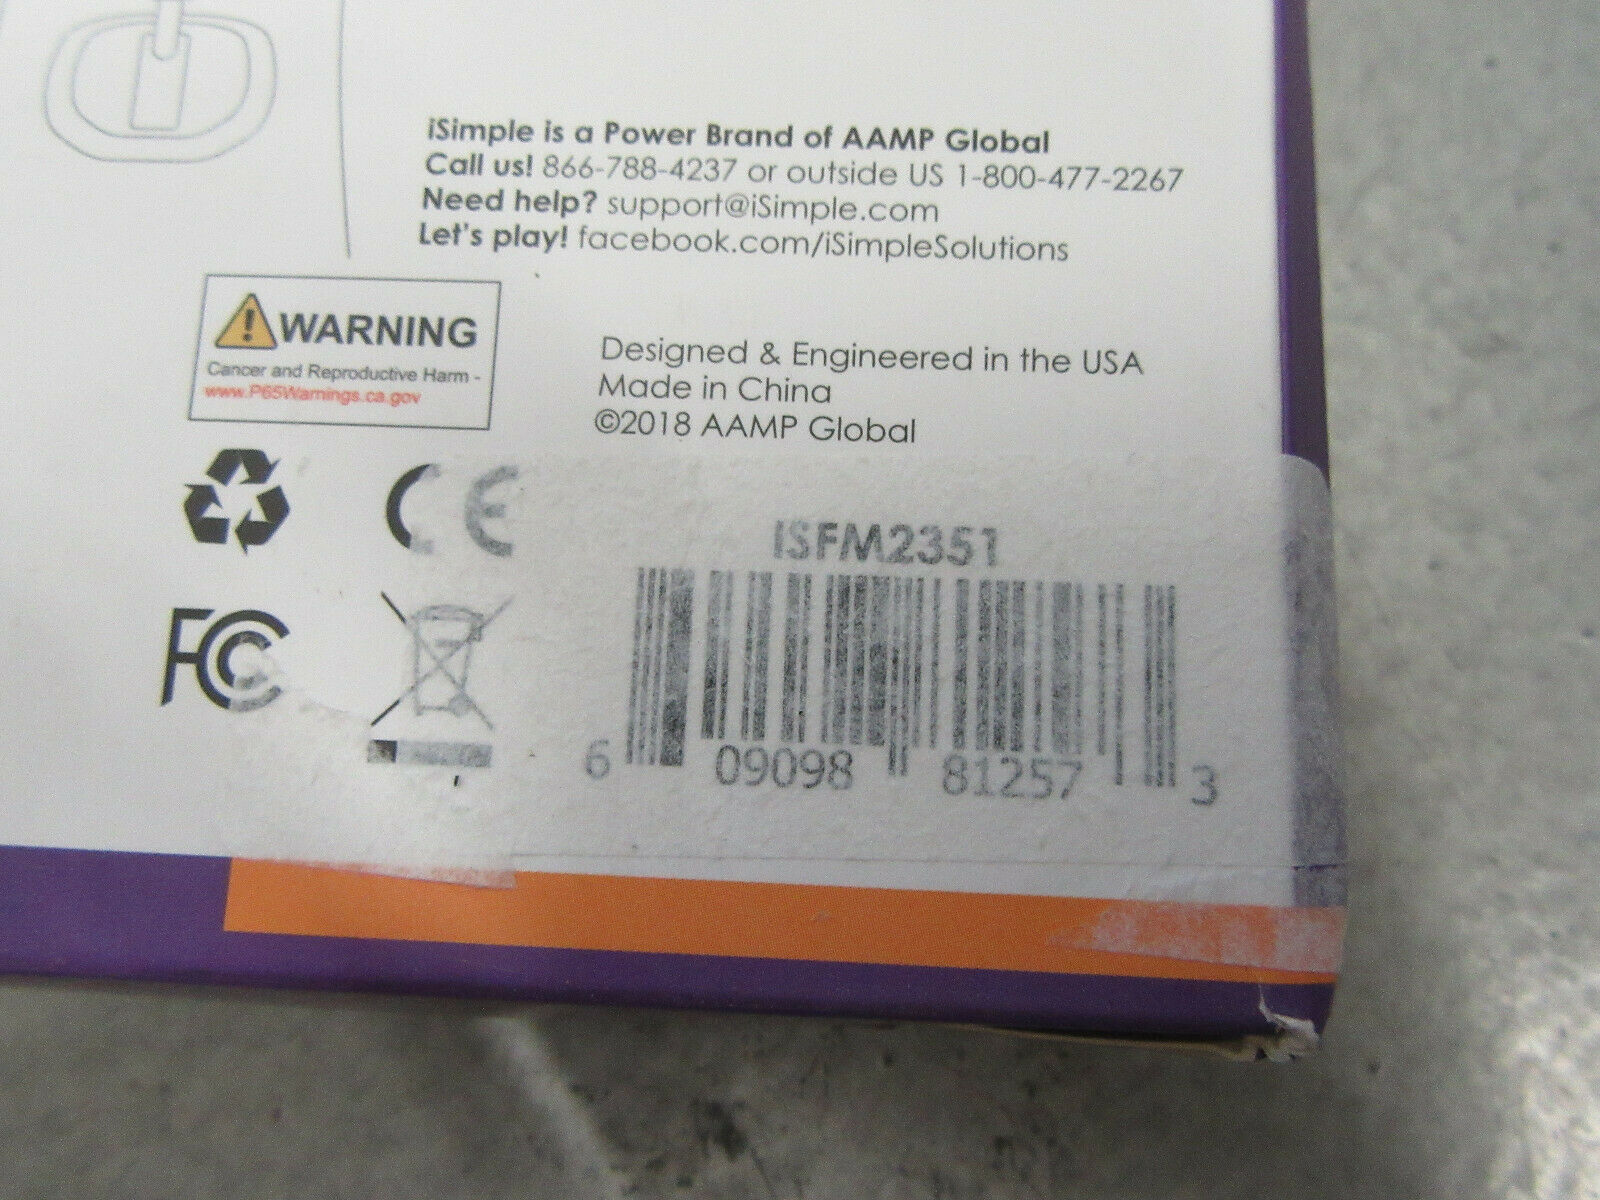 iSimple is a Power Brand of AAMP Global
Call us! 866-788-4237 or outside US 1-800-477-2267
Need help? support@iSimple.com
Let's play! facebook.com/iSimpleSolutions
WARNING
Cancer and Reproductive Harm -
www.P65Warnings.ca.gov
Designed & Engineered in the USA
Made in China
©2018 AAMP Global
CE
FC
ISFM2351
6 09098 81257 3